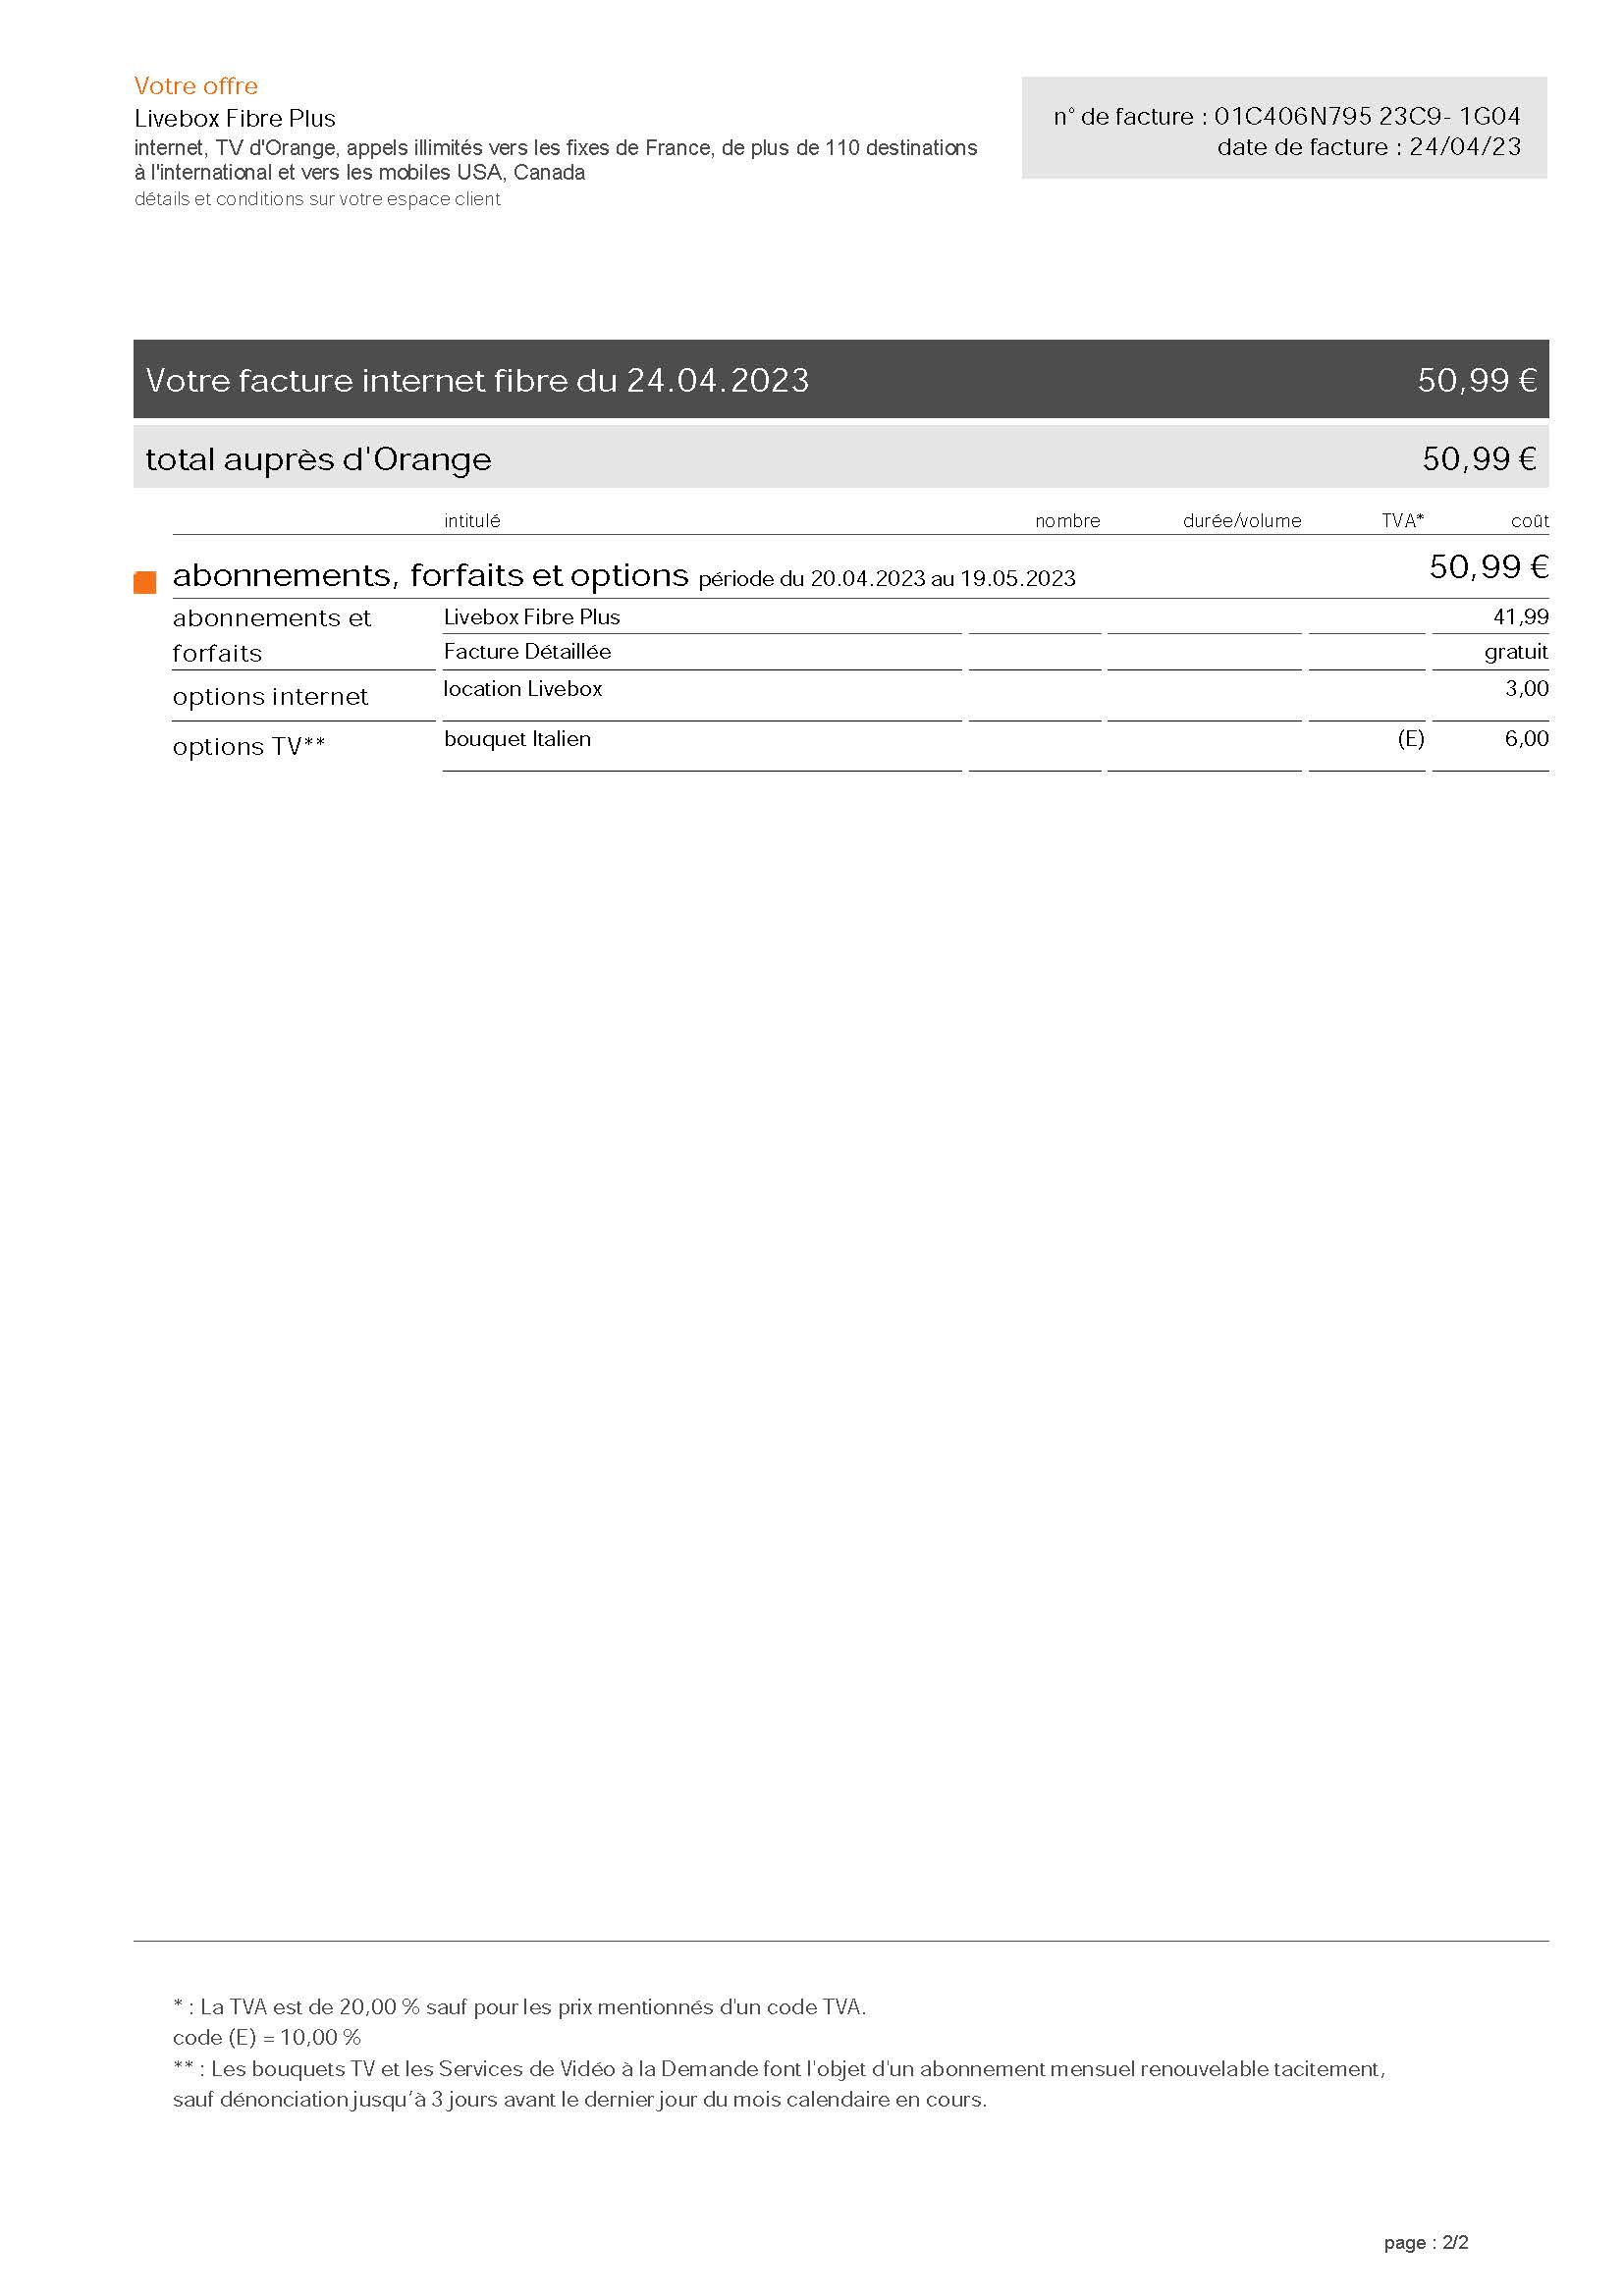 Votre offre
Livebox Fibre Plus
internet, TV d'Orange, appels illimités vers les fixes de France, de plus de 110 destinations
à l'international et vers les mobiles USA, Canada
détails et conditions sur votre espace client
n° de facture : 01C406N795 23C9- 1G04
date de facture : 24/04/23
Votre facture internet fibre du 24.04.2023 50,99 €
total auprès d'Orange 50,99 €
intitulé nombre durée/volume TVA* coût
abonnements, forfaits et options période du 20.04.2023 au 19.05.2023 50,99 €
abonnements et Livebox Fibre Plus 41,99
forfaits Facture Détaillée gratuit
options internet location Livebox 3,00
options TV** bouquet Italien (E) 6,00
* : La TVA est de 20,00 % sauf pour les prix mentionnés d'un code TVA.
code (E) = 10,00 %
** : Les bouquets TV et les Services de Vidéo à la Demande font l'objet d'un abonnement mensuel renouvelable tacitement,
sauf dénonciation jusqu'à 3 jours avant le dernier jour du mois calendaire en cours.
page : 2/2